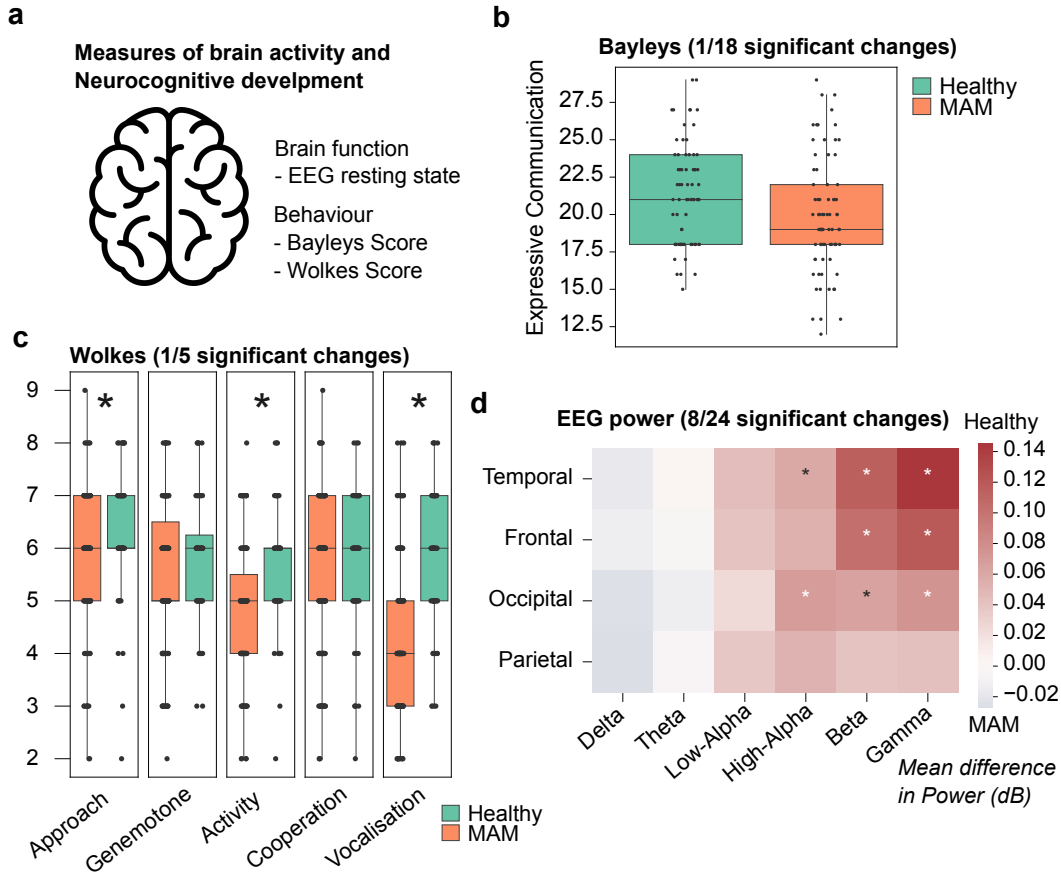 a
Measures of brain activity and
Neurocognitive develpment
Brain function
- EEG resting state
Behaviour
- Bayleys Score
- Wolkes Score
b
Bayleys (1/18 significant changes)
Expressive Communication
27.5
25.0
22.5
20.0
17.5
15.0
12.5
Healthy
MAM
c
Wolkes (1/5 significant changes)
9
8
7
6
5
4
3
2
*
*
*
Approach
Genemotone
Activity
Cooperation
Vocalisation
Healthy
MAM
d
EEG power (8/24 significant changes)
Temporal
Frontal
Occipital
Parietal
* * *
* *
* * *
Delta
Theta
Low-Alpha
High-Alpha
Beta
Gamma
Healthy
0.14
0.12
0.10
0.08
0.06
0.04
0.02
0.00
−0.02
MAM
Mean difference
in Power (dB)